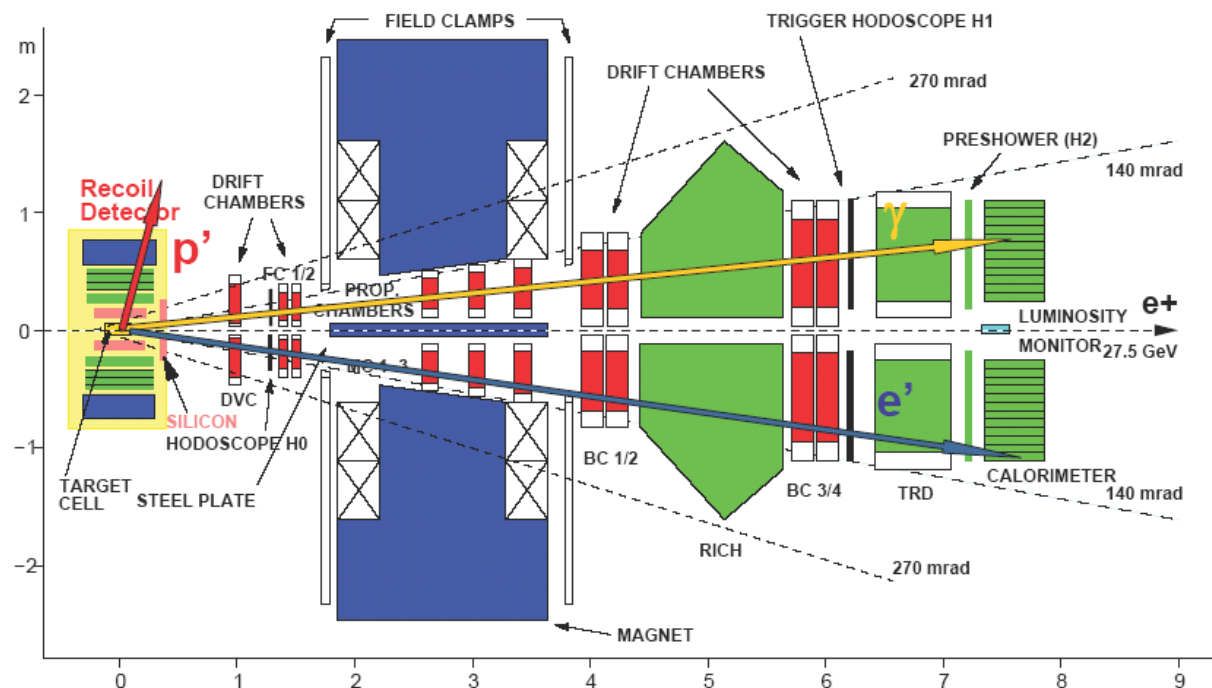 FIELD CLAMPS
TRIGGER HODOSCOPE H1
m
DRIFT CHAMBERS
270 mrad
2
PRESHOWER (H2)
140 mrad
Recoil
Detector
DRIFT
CHAMBERS
1
γ
p'
FC 1/2
PROP.
CHAMBERS
e+
0
LUMINOSITY
MONITOR
27.5 GeV
DVC
e'
SILICON
HODOSCOPE H0
−1
BC 1/2
TARGET
CELL
STEEL PLATE
BC 3/4
TRD
CALORIMETER
140 mrad
RICH
−2
270 mrad
MAGNET
0 1 2 3 4 5 6 7 8 9